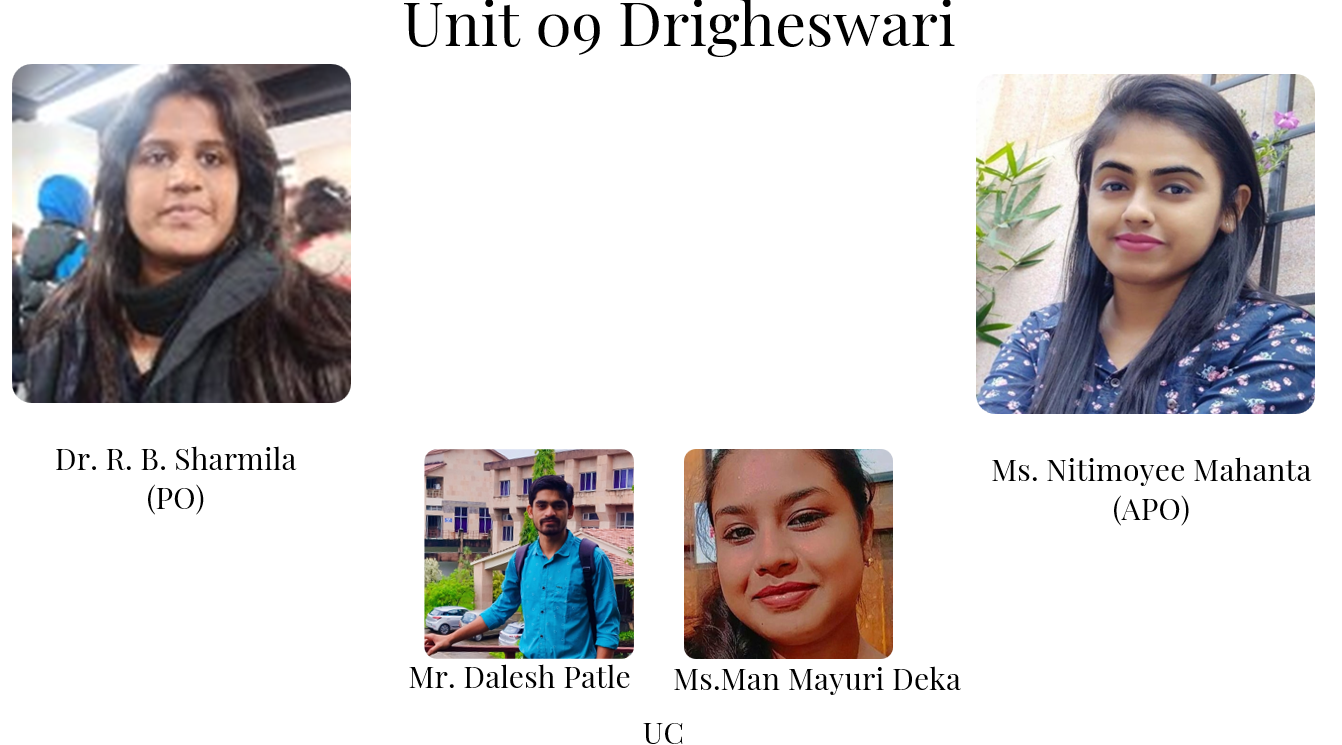 Unit 09 Drigheswari
Dr. R. B. Sharmila
(PO)
Ms. Nitimoyee Mahanta
(APO)
Mr. Dalesh Patle
Ms.Man Mayuri Deka
UC